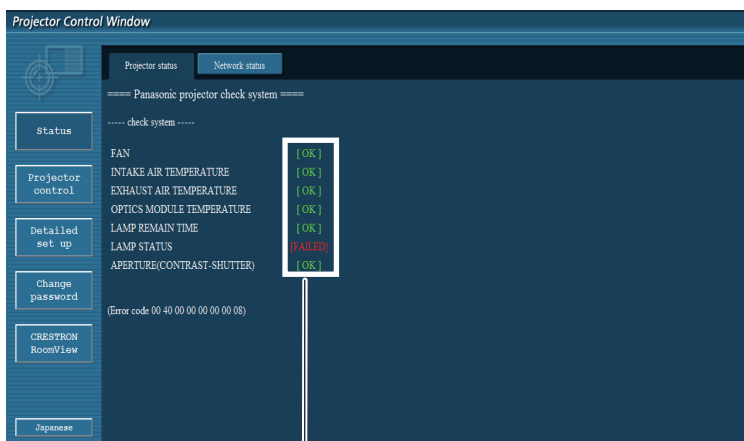 Projector Control Window
Projector status
Network status
==== Panasonic projector check system ====
----- check system -----
Status
FAN [ OK ]
INTAKE AIR TEMPERATURE [ OK ]
Projector
control
EXHAUST AIR TEMPERATURE [ OK ]
OPTICS MODULE TEMPERATURE [ OK ]
Detailed
set up
LAMP REMAIN TIME [ OK ]
LAMP STATUS [FAILED]
APERTURE(CONTRAST-SHUTTER) [ OK ]
Change
password
(Error code 00 40 00 00 00 00 00 08)
CRESTRON
RoomView
Japanese